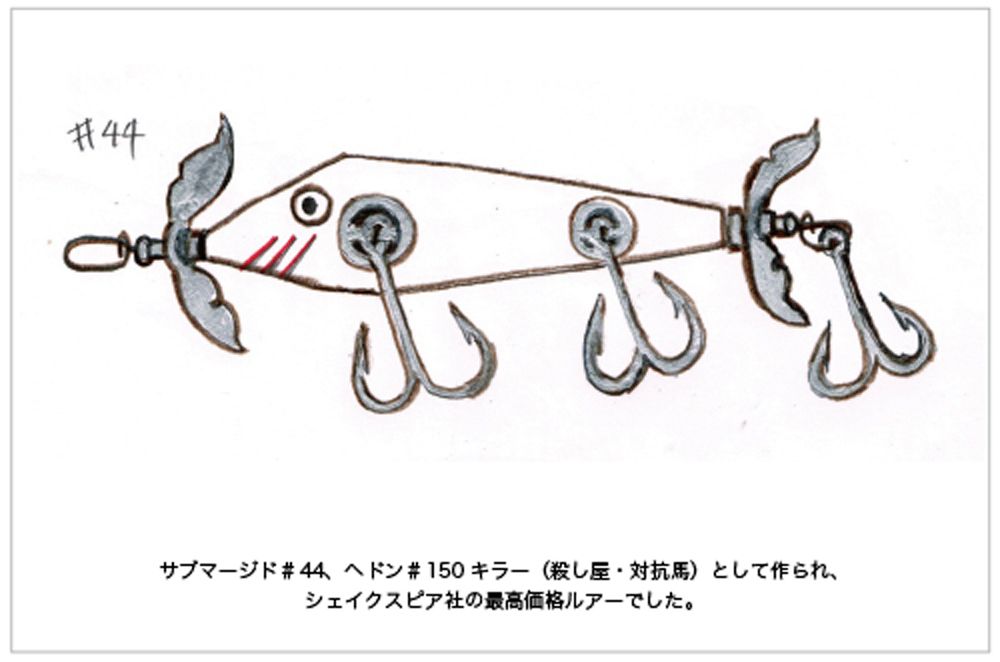 #44
サブマージド＃44、ヘドン＃150キラー（殺し屋・対抗馬）として作られ、
シェイクスピア社の最高価格ルアーでした。